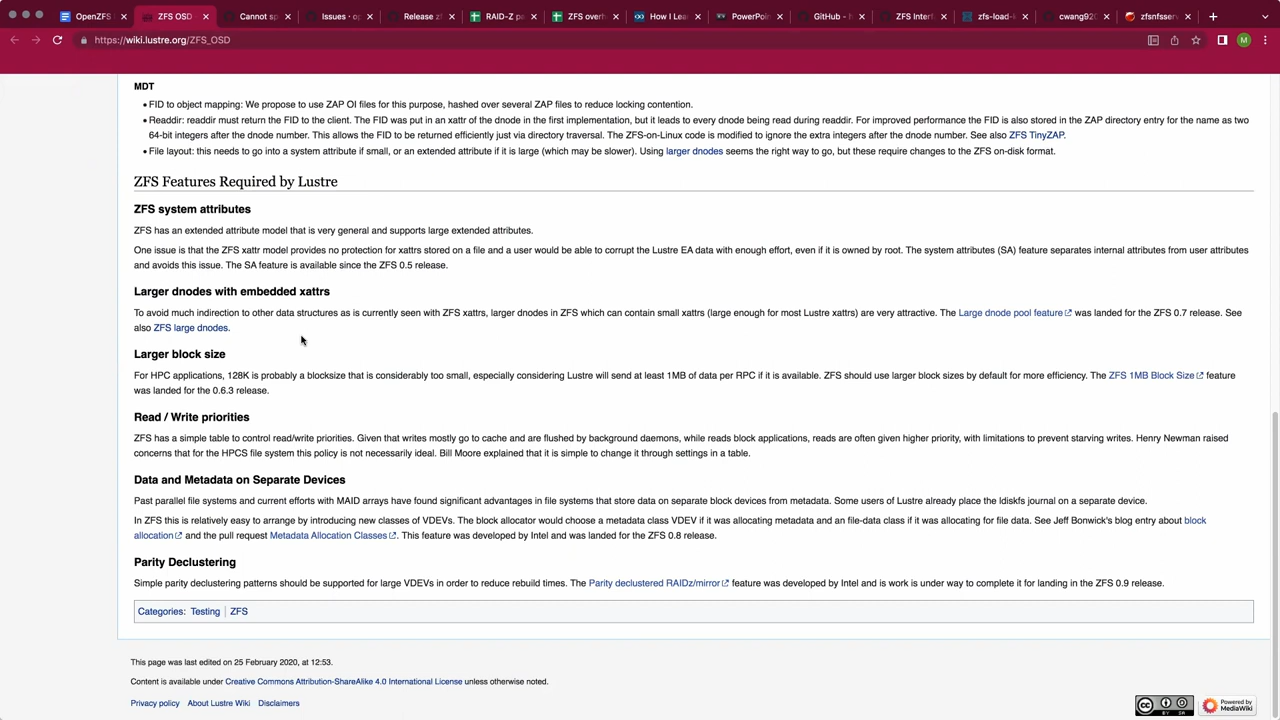 OpenZFS
ZFS OSD
Cannot sp
Issues · o
Release z
RAID-Z p
ZFS over
How I Lea
PowerPoin
GitHub - h
ZFS Inter
zfs-load-
cwang92
zfsnfsser
https://wiki.lustre.org/ZFS_OSD
M
MDT
• FID to object mapping: We propose to use ZAP OI files for this purpose, hashed over several ZAP files to reduce locking contention.
• Readdir: readdir must return the FID to the client. The FID was put in an xattr of the dnode in the first implementation, but it leads to every dnode being read during readdir. For improved performance the FID is also stored in the ZAP directory entry for the name as two
64-bit integers after the dnode number. This allows the FID to be returned efficiently just via directory traversal. The ZFS-on-Linux code is modified to ignore the extra integers after the dnode number. See also ZFS TinyZAP.
• File layout: this needs to go into a system attribute if small, or an extended attribute if it is large (which may be slower). Using larger dnodes seems the right way to go, but these require changes to the ZFS on-disk format.
ZFS Features Required by Lustre
ZFS system attributes
ZFS has an extended attribute model that is very general and supports large extended attributes.
One issue is that the ZFS xattr model provides no protection for xattrs stored on a file and a user would be able to corrupt the Lustre EA data with enough effort, even if it is owned by root. The system attributes (SA) feature separates internal attributes from user attributes
and avoids this issue. The SA feature is available since the ZFS 0.5 release.
Larger dnodes with embedded xattrs
To avoid much indirection to other data structures as is currently seen with ZFS xattrs, larger dnodes in ZFS which can contain small xattrs (large enough for most Lustre xattrs) are very attractive. The Large dnode pool feature was landed for the ZFS 0.7 release. See
also ZFS large dnodes.
Larger block size
For HPC applications, 128K is probably a blocksize that is considerably too small, especially considering Lustre will send at least 1MB of data per RPC if it is available. ZFS should use larger block sizes by default for more efficiency. The ZFS 1MB Block Size feature
was landed for the 0.6.3 release.
Read / Write priorities
ZFS has a simple table to control read/write priorities. Given that writes mostly go to cache and are flushed by background daemons, while reads block applications, reads are often given higher priority, with limitations to prevent starving writes. Henry Newman raised
concerns that for the HPCS file system this policy is not necessarily ideal. Bill Moore explained that it is simple to change it through settings in a table.
Data and Metadata on Separate Devices
Past parallel file systems and current efforts with MAID arrays have found significant advantages in file systems that store data on separate block devices from metadata. Some users of Lustre already place the ldiskfs journal on a separate device.
In ZFS this is relatively easy to arrange by introducing new classes of VDEVs. The block allocator would choose a metadata class VDEV if it was allocating metadata and an file-data class if it was allocating for file data. See Jeff Bonwick's blog entry about block
allocation and the pull request Metadata Allocation Classes. This feature was developed by Intel and was landed for the ZFS 0.8 release.
Parity Declustering
Simple parity declustering patterns should be supported for large VDEVs in order to reduce rebuild times. The Parity declustered RAIDz/mirror feature was developed by Intel and is work is under way to complete it for landing in the ZFS 0.9 release.
Categories: Testing | ZFS
This page was last edited on 25 February 2020, at 12:53.
Content is available under Creative Commons Attribution-ShareAlike 4.0 International License unless otherwise noted.
Privacy policy About Lustre Wiki Disclaimers
CC BY SA
Powered by
MediaWiki